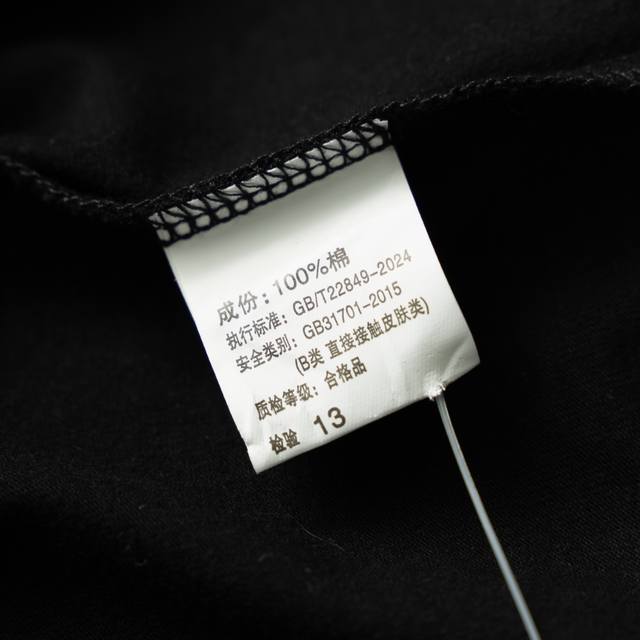 成份：100%棉
执行标准：GB/T22849-2024
安全类别：GB31701-2015
(B类 直接接触皮肤类)
质检等级：合格品
检验 13